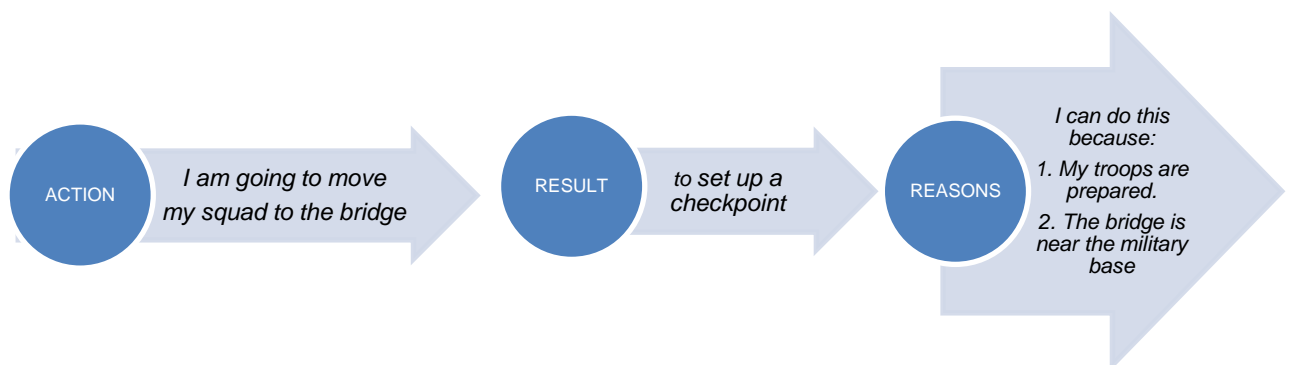 ACTION
I am going to move
my squad to the bridge
RESULT
to set up a
checkpoint
REASONS
I can do this
because:
1. My troops are
prepared.
2. The bridge is
near the military
base